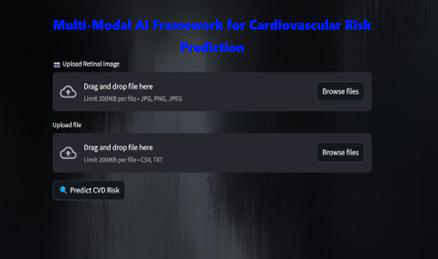 Multi-Modal AI Framework for Cardiovascular Risk
Prediction
Upload Retinal Image
Drag and drop file here
Limit 200MB per file • JPG, PNG, JPEG
Browse files
Upload file
Drag and drop file here
Limit 200MB per file • CSV, TXT
Browse files
Predict CVD Risk